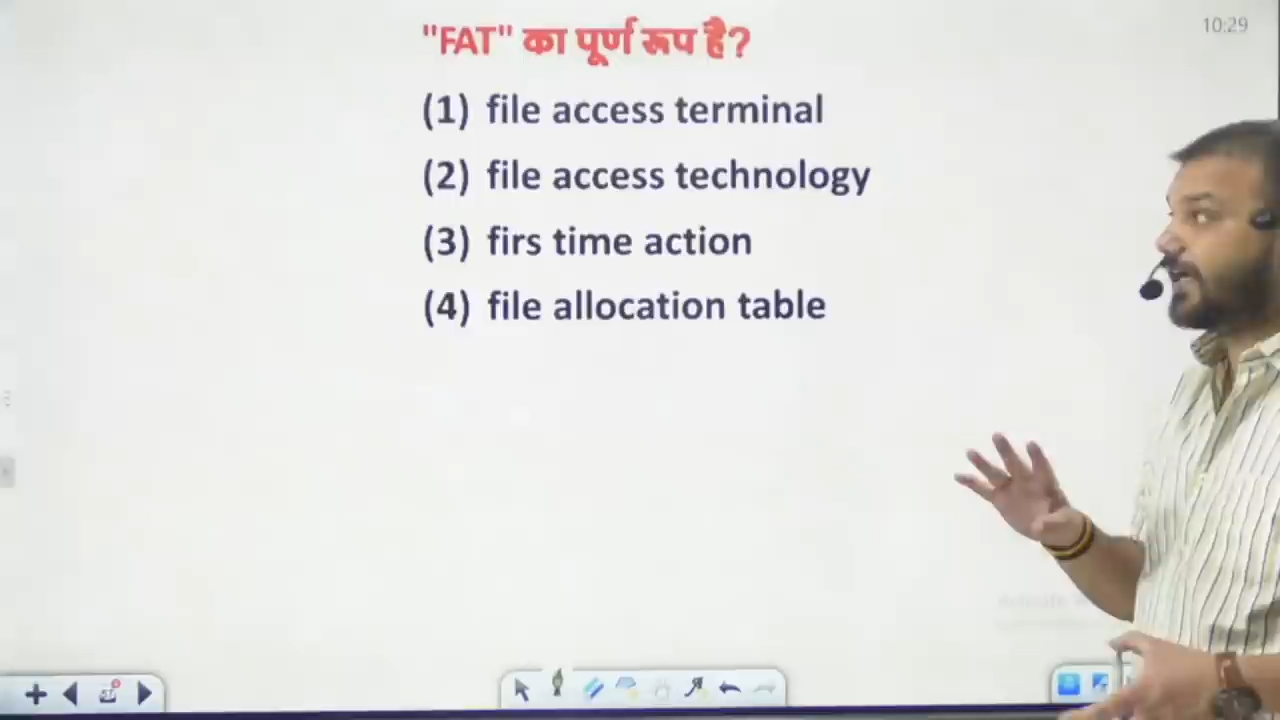 10:29
"FAT" का पूर्ण रूप है?
(1) file access terminal
(2) file access technology
(3) firs time action
(4) file allocation table